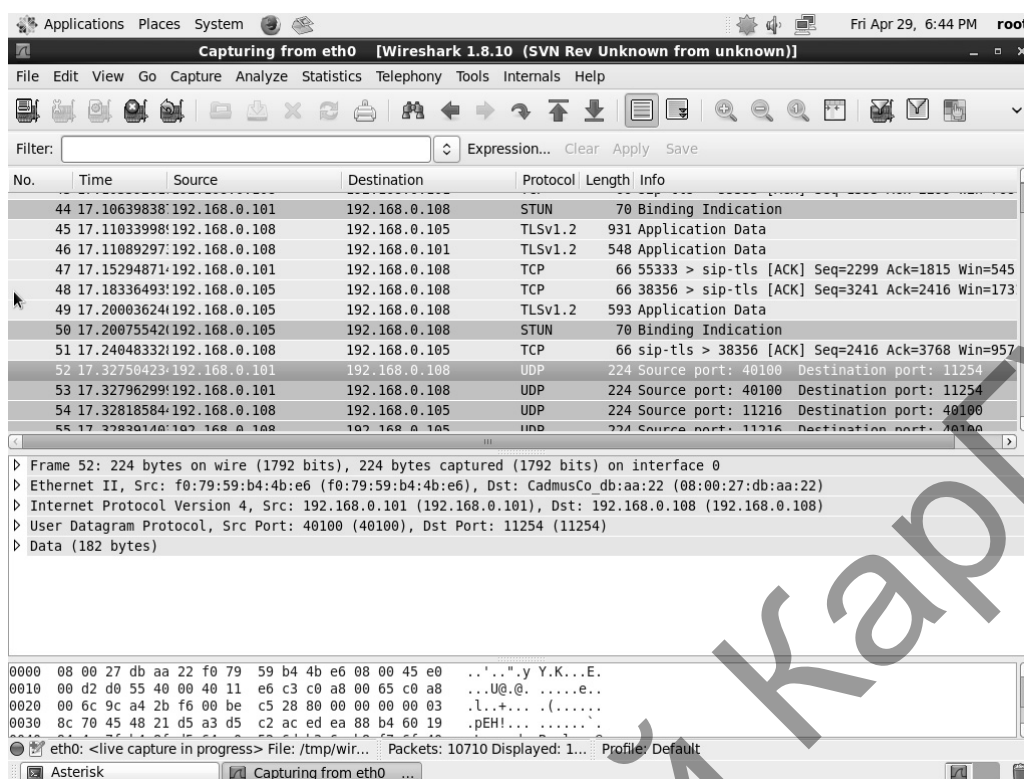 Applications Places System Fri Apr 29, 6:44 PM root
Capturing from eth0 [Wireshark 1.8.10 (SVN Rev Unknown from unknown)]
File Edit View Go Capture Analyze Statistics Telephony Tools Internals Help
Filter: Expression... Clear Apply Save
No. Time Source Destination Protocol Length Info
44 17.10639838 192.168.0.101 192.168.0.108 STUN 70 Binding Indication
45 17.11033998 192.168.0.108 192.168.0.105 TLSv1.2 931 Application Data
46 17.11089297 192.168.0.108 192.168.0.101 TLSv1.2 548 Application Data
47 17.15294871 192.168.0.101 192.168.0.108 TCP 66 55333 > sip-tls [ACK] Seq=2299 Ack=1815 Win=545
48 17.18336493 192.168.0.105 192.168.0.108 TCP 66 38356 > sip-tls [ACK] Seq=3241 Ack=2416 Win=173
49 17.20003624 192.168.0.105 192.168.0.108 TLSv1.2 593 Application Data
50 17.20075542 192.168.0.105 192.168.0.108 STUN 70 Binding Indication
51 17.24048332 192.168.0.108 192.168.0.105 TCP 66 sip-tls > 38356 [ACK] Seq=2416 Ack=3768 Win=957
52 17.32750423 192.168.0.101 192.168.0.108 UDP 224 Source port: 40100 Destination port: 11254
53 17.32796299 192.168.0.101 192.168.0.108 UDP 224 Source port: 40100 Destination port: 11254
54 17.32818584 192.168.0.108 192.168.0.105 UDP 224 Source port: 11216 Destination port: 40100
55 17.32839140 192.168.0.108 192.168.0.105 UDP 224 Source port: 11216 Destination port: 40100
Frame 52: 224 bytes on wire (1792 bits), 224 bytes captured (1792 bits) on interface 0
Ethernet II, Src: f0:79:59:b4:4b:e6 (f0:79:59:b4:4b:e6), Dst: CadmusCo_db:aa:22 (08:00:27:db:aa:22)
Internet Protocol Version 4, Src: 192.168.0.101 (192.168.0.101), Dst: 192.168.0.108 (192.168.0.108)
User Datagram Protocol, Src Port: 40100 (40100), Dst Port: 11254 (11254)
Data (182 bytes)
0000 08 00 27 db aa 22 f0 79 59 b4 4b e6 08 00 45 e0 ..'..".y Y.K...E.
0010 00 d2 d0 55 40 00 40 11 e6 c3 c0 a8 00 65 c0 a8 ...U@.@. .....e..
0020 00 6c 9c a4 2b f6 00 be c5 28 80 00 00 00 00 03 .l..+... .(......
0030 8c 70 45 48 21 d5 a3 d5 c2 ac ed ea 88 b4 60 19 .pEH!... ......`.
eth0: <live capture in progress> File: /tmp/wir... Packets: 10710 Displayed: 1... Profile: Default
Asterisk Capturing from eth0 ...